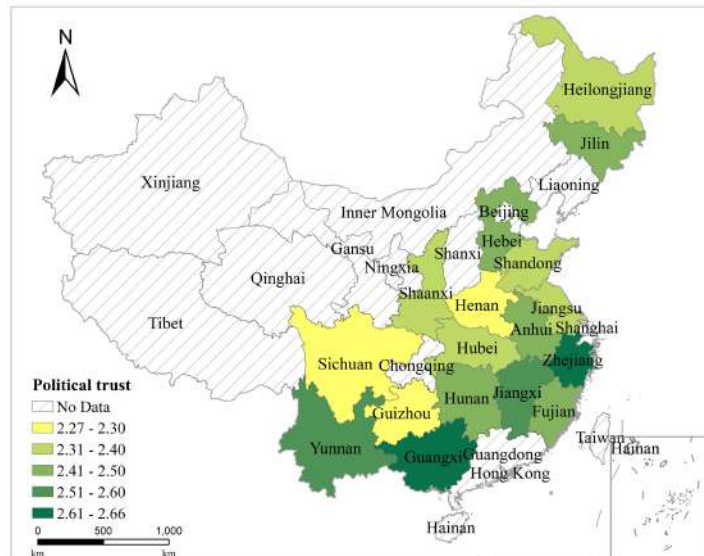 N
Heilongjiang
Jilin
Liaoning
Xinjiang
Inner Mongolia
Beijing
Gansu
Hebei
Shanxi
Ningxia
Shandong
Qinghai
Shaanxi
Henan
Jiangsu
Tibet
Anhui
Shanghai
Hubei
Sichuan
Chongqing
Zhejiang
Political trust
No Data
2.27 - 2.30
2.31 - 2.40
2.41 - 2.50
2.51 - 2.60
2.61 - 2.66
Hunan
Jiangxi
Guizhou
Fujian
Yunnan
Guangxi
Guangdong
Taiwan
Hainan
Hong Kong
Hainan
0 500 1,000
km km